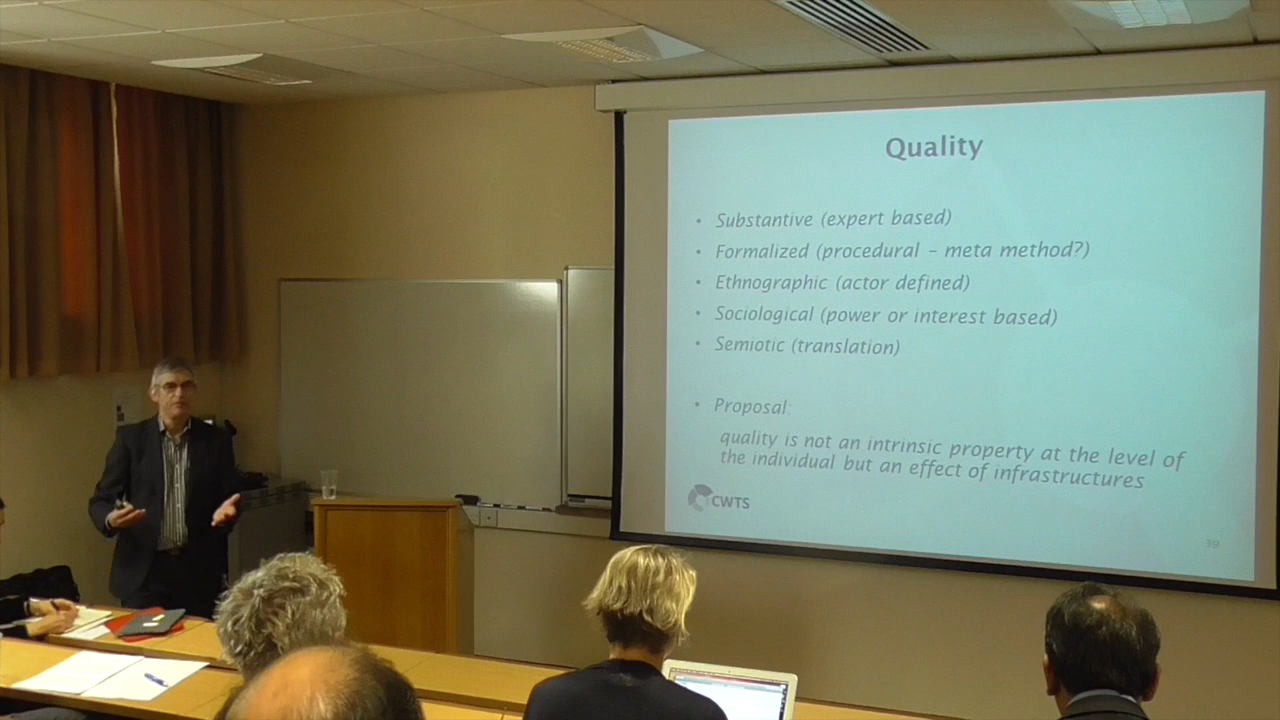 Quality
• Substantive (expert based)
• Formalized (procedural – meta method?)
• Ethnographic (actor defined)
• Sociological (power or interest based)
• Semiotic (translation)
• Proposal:
quality is not an intrinsic property at the level of
the individual but an effect of infrastructures
CWTS
39